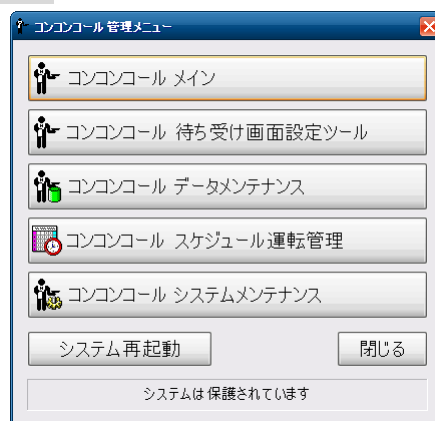 コンコンコール 管理メニュー
コンコンコール メイン
コンコンコール 待ち受け画面設定ツール
コンコンコール データメンテナンス
コンコンコール スケジュール運転管理
コンコンコール システムメンテナンス
システム再起動 閉じる
システムは保護されています